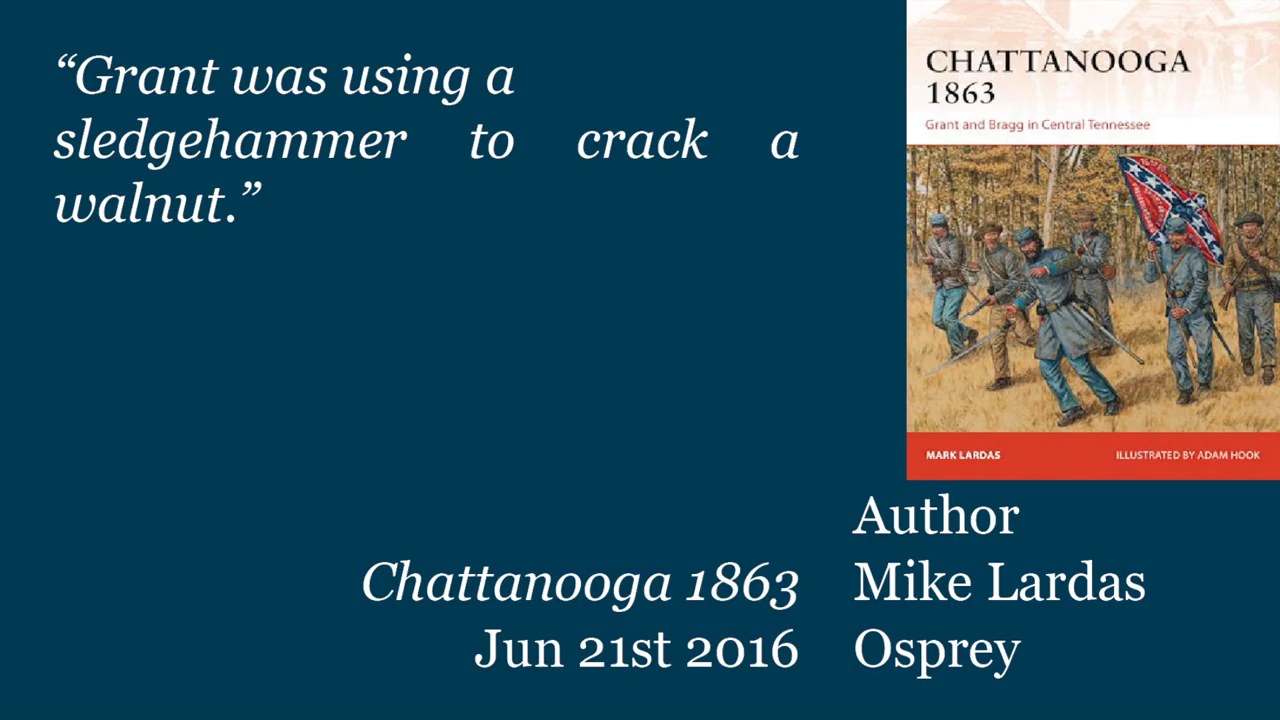 “Grant was using a
sledgehammer to crack a
walnut.”
CHATTANOOGA
1863
Grant and Bragg in Central Tennessee
MARK LARDAS
ILLUSTRATED BY ADAM HOOK
Author
Chattanooga 1863
Mike Lardas
Jun 21st 2016
Osprey